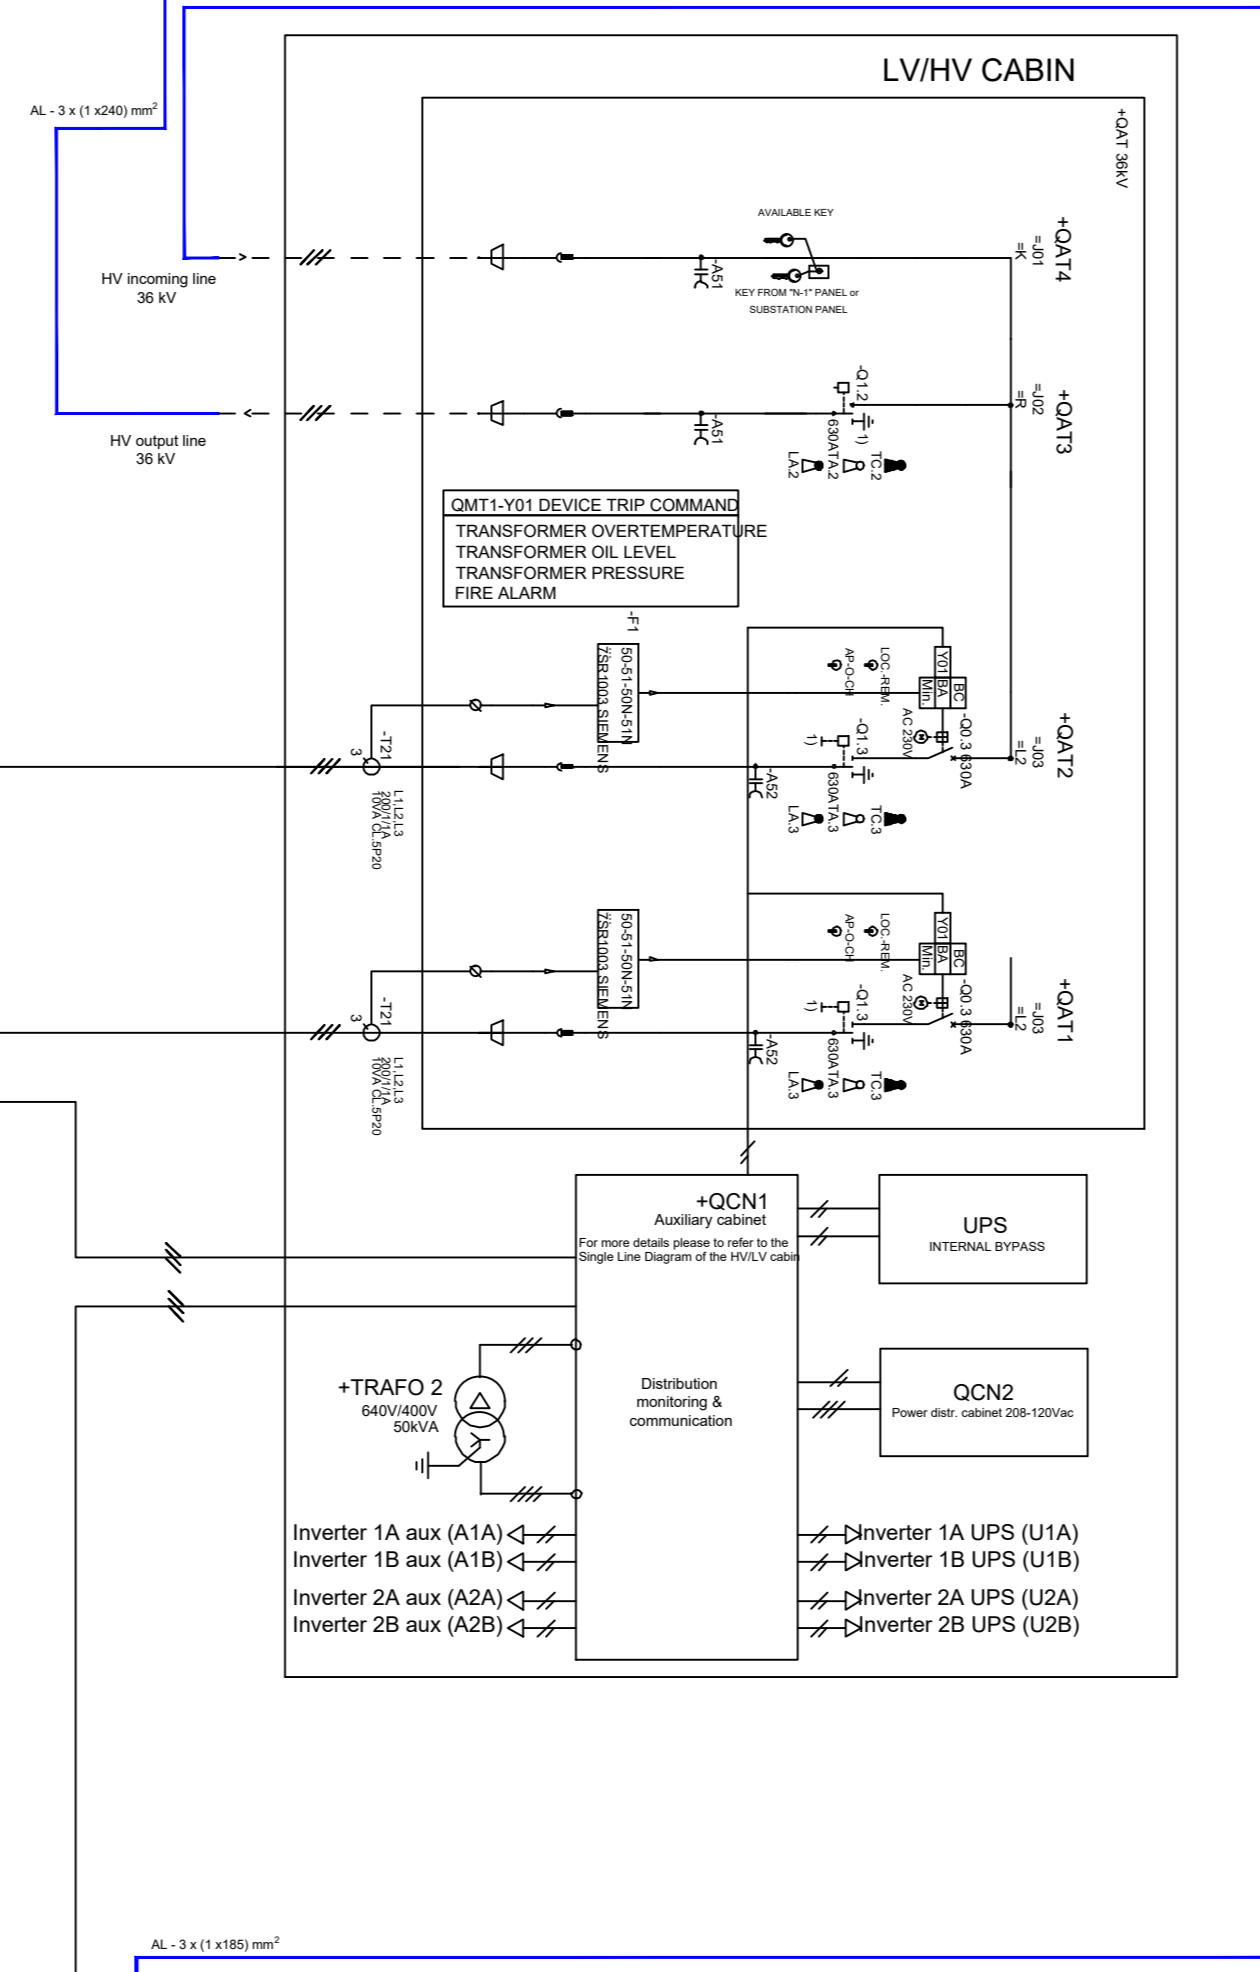 LV/HV CABIN
AL - 3 x (1 x240) mm²
+QAT 36kV
AVAILABLE KEY
KEY FROM "N-1" PANEL or
SUBSTATION PANEL
-A51
=K
=J01
+QAT4
HV incoming line
36 kV
-Q1.2
1)
630A
-A51
=R
=J02
+QAT3
LA.2
TA.2
TC.2
HV output line
36 kV
QMT1-Y01 DEVICE TRIP COMMAND
TRANSFORMER OVERTEMPERATURE
TRANSFORMER OIL LEVEL
TRANSFORMER PRESSURE
FIRE ALARM
-F1
50-51-50N-51N
7SR1003 SIEMENS
AP-O-CH
LOC.-REM.
Y01
BA
Min.
BC
AC 230V
M
-Q0.3 630A
-T21
3
L1,L2,L3
200/1/1A
10VA CL.5P20
1)
-Q1.3
630A
-A52
=L2
=J03
+QAT2
LA.3
TA.3
TC.3
50-51-50N-51N
7SR1003 SIEMENS
AP-O-CH
LOC.-REM.
Y01
BA
Min.
BC
AC 230V
M
-Q0.3 630A
-T21
3
L1,L2,L3
200/1/1A
10VA CL.5P20
1)
-Q1.3
630A
-A52
=L2
=J03
+QAT1
LA.3
TA.3
TC.3
+QCN1
Auxiliary cabinet
For more details please to refer to the
Single Line Diagram of the HV/LV cabin
UPS
INTERNAL BYPASS
+TRAFO 2
640V/400V
50kVA
Distribution
monitoring &
communication
QCN2
Power distr. cabinet 208-120Vac
Inverter 1A aux (A1A)
Inverter 1B aux (A1B)
Inverter 2A aux (A2A)
Inverter 2B aux (A2B)
Inverter 1A UPS (U1A)
Inverter 1B UPS (U1B)
Inverter 2A UPS (U2A)
Inverter 2B UPS (U2B)
AL - 3 x (1 x185) mm²